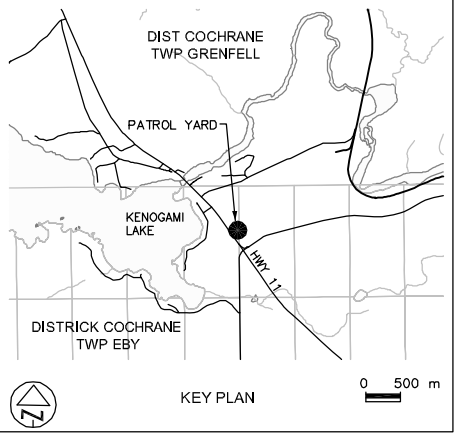 DIST COCHRANE
TWP GRENFELL
PATROL YARD
KENOGAMI
LAKE
HWY 11
DISTRICK COCHRANE
TWP EBY
KEY PLAN
0 500 m
N